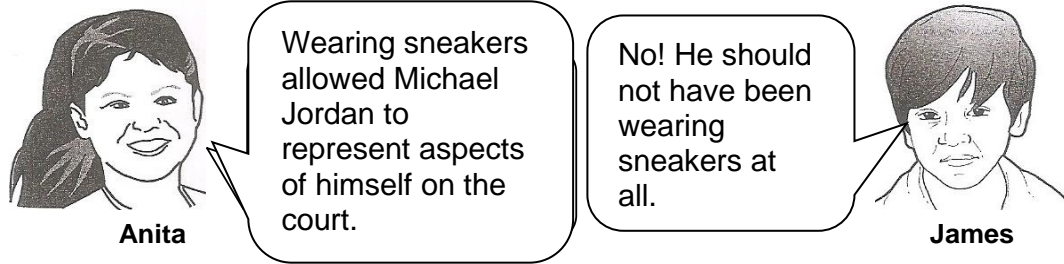 Wearing sneakers
allowed Michael
Jordan to
represent aspects
of himself on the
court.
No! He should
not have been
wearing
sneakers at
all.
Anita
James